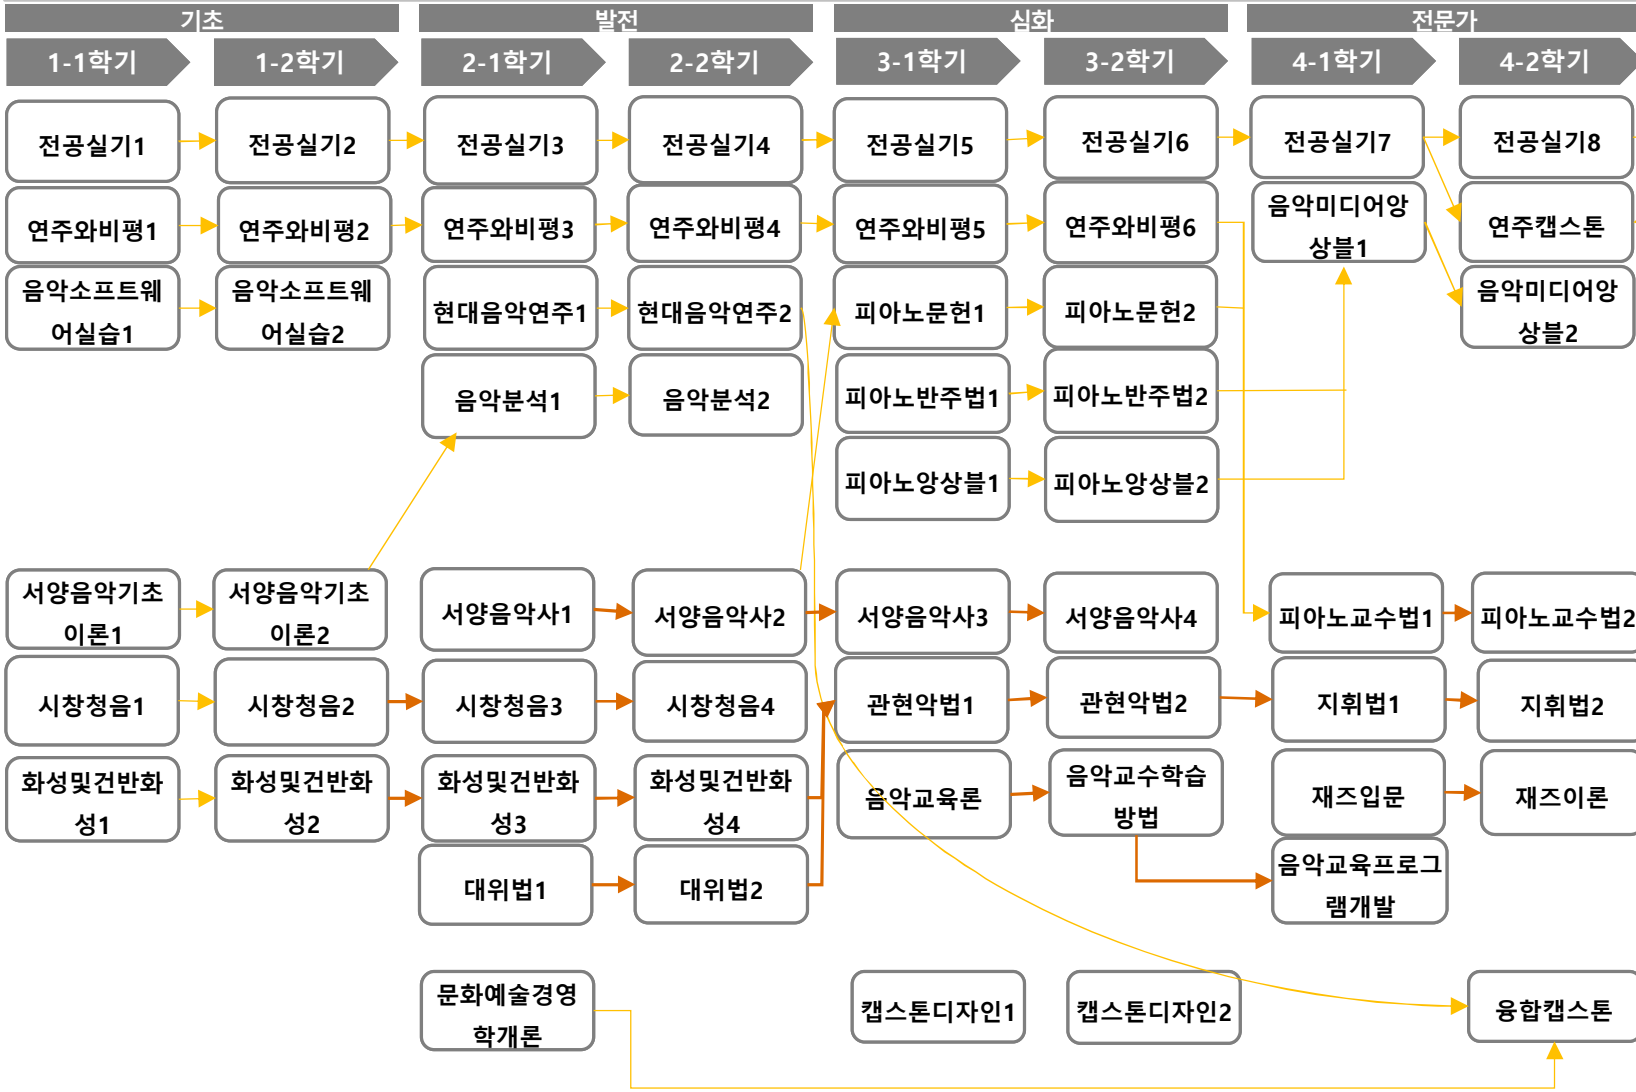 기초
발전
심화
전문가
1-1학기
1-2학기
2-1학기
2-2학기
3-1학기
3-2학기
4-1학기
4-2학기
전공실기1
전공실기2
전공실기3
전공실기4
전공실기5
전공실기6
전공실기7
전공실기8
연주와비평1
연주와비평2
연주와비평3
연주와비평4
연주와비평5
연주와비평6
음악미디어앙
상블1
연주캡스톤
음악소프트웨
어실습1
음악소프트웨
어실습2
현대음악연주1
현대음악연주2
피아노문헌1
피아노문헌2
음악미디어앙
상블2
음악분석1
음악분석2
피아노반주법1
피아노반주법2
피아노앙상블1
피아노앙상블2
서양음악기초
이론1
서양음악기초
이론2
서양음악사1
서양음악사2
서양음악사3
서양음악사4
피아노교수법1
피아노교수법2
시창청음1
시창청음2
시창청음3
시창청음4
관현악법1
관현악법2
지휘법1
지휘법2
화성및건반화
성1
화성및건반화
성2
화성및건반화
성3
화성및건반화
성4
음악교육론
음악교수학습
방법
재즈입문
재즈이론
대위법1
대위법2
음악교육프로그
램개발
문화예술경영
학개론
캡스톤디자인1
캡스톤디자인2
융합캡스톤